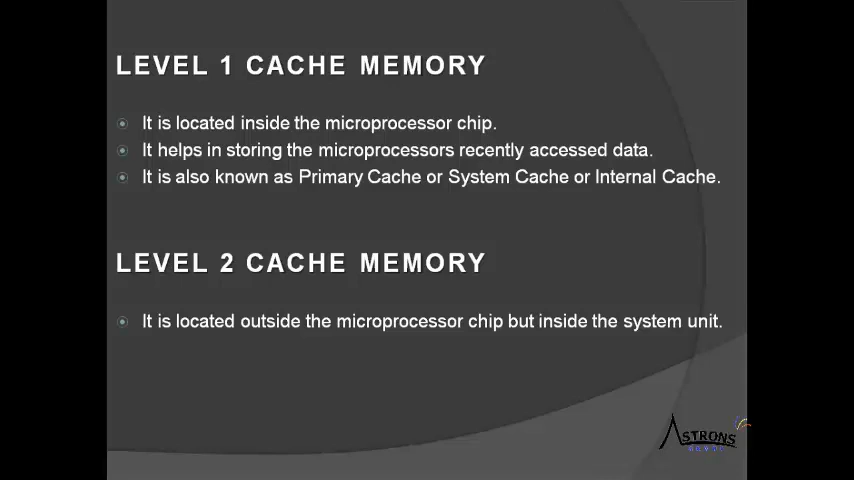 LEVEL 1 CACHE MEMORY
It is located inside the microprocessor chip.
It helps in storing the microprocessors recently accessed data.
It is also known as Primary Cache or System Cache or Internal Cache.
LEVEL 2 CACHE MEMORY
It is located outside the microprocessor chip but inside the system unit.
ASTRONS